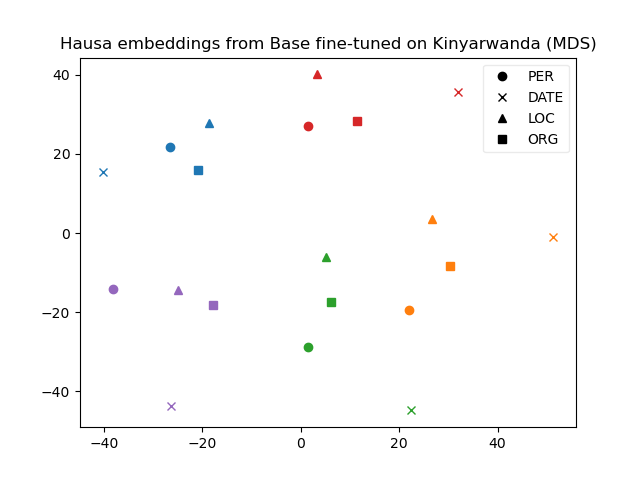 Hausa embeddings from Base fine-tuned on Kinyarwanda (MDS)
PER
DATE
LOC
ORG
40
20
0
−20
−40
−40
−20
0
20
40